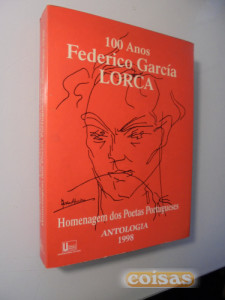 100 Anos
Federico García
LORCA
Homenagem dos Poetas Portugueses
ANTOLOGIA
1998
coisas